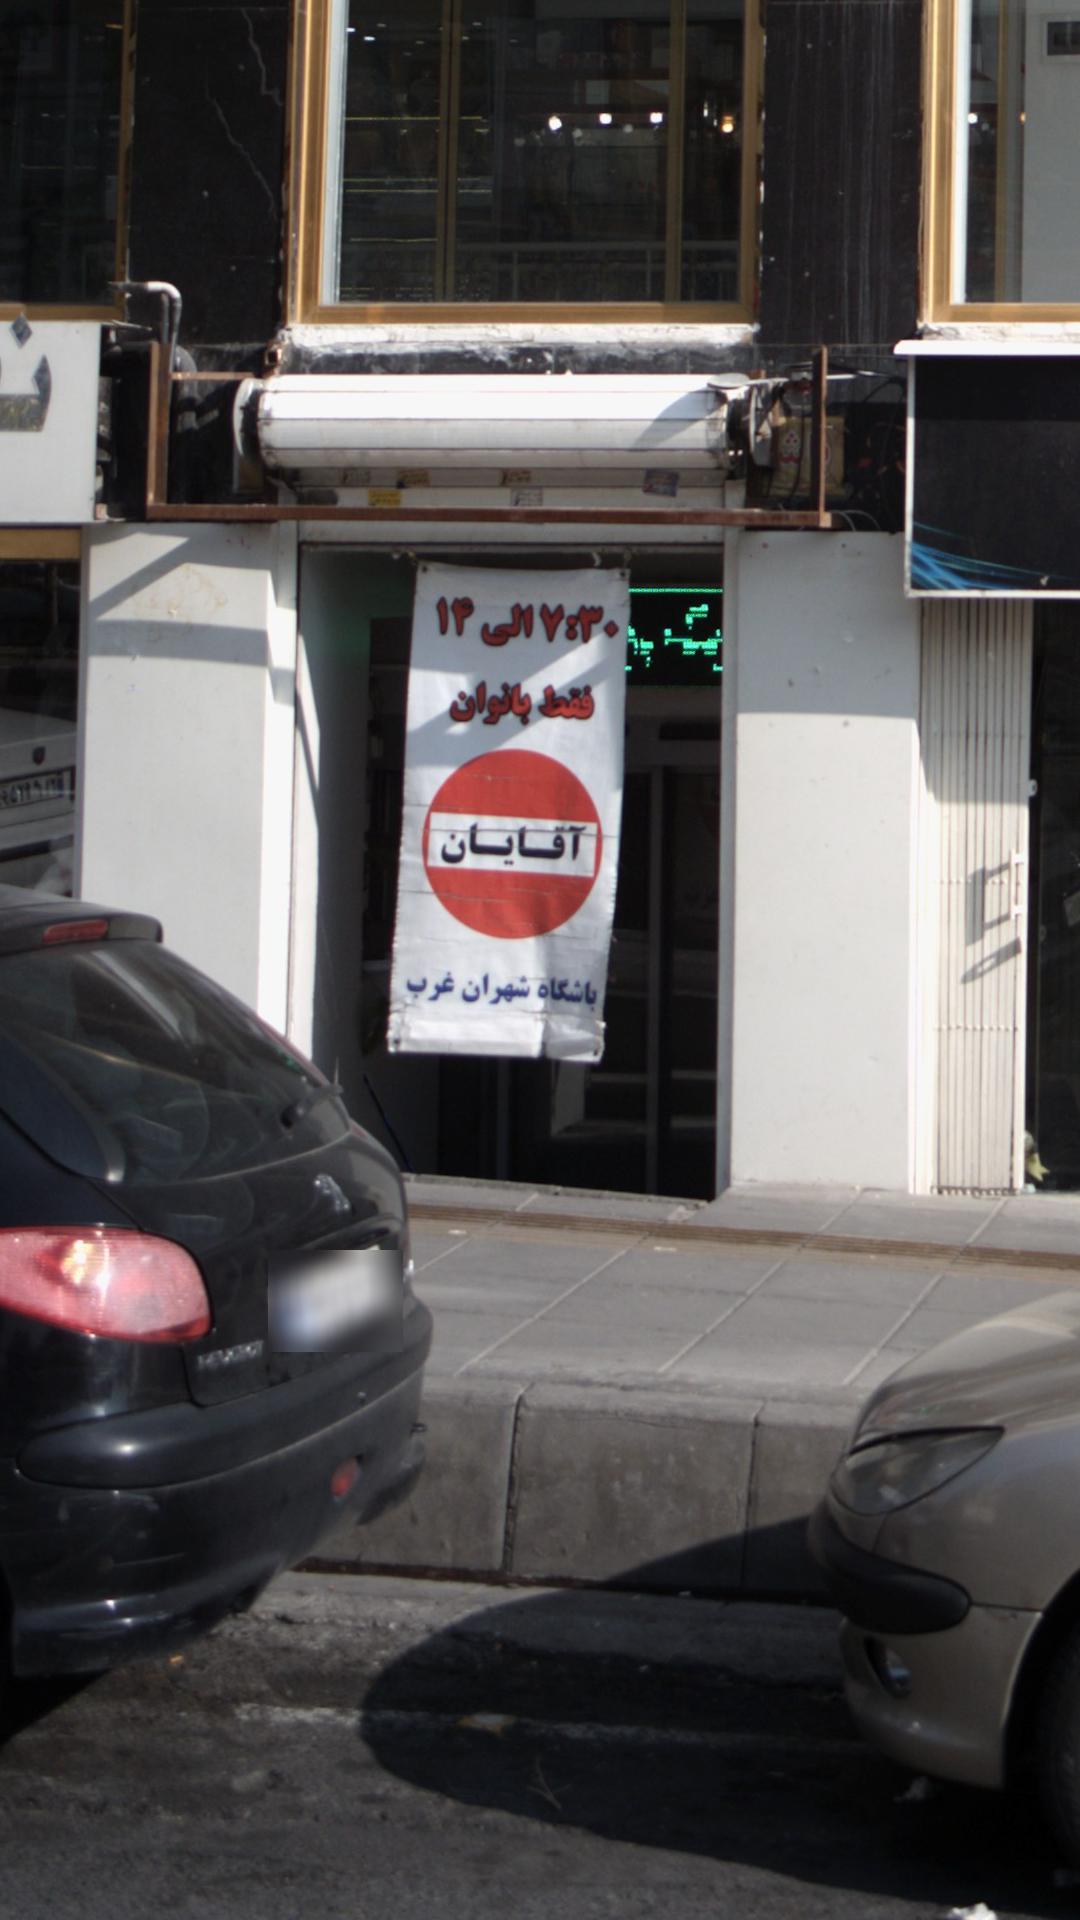 ۷:۳۰ الی ۱۴
فقط بانوان
آقایان
باشگاه شهران غرب